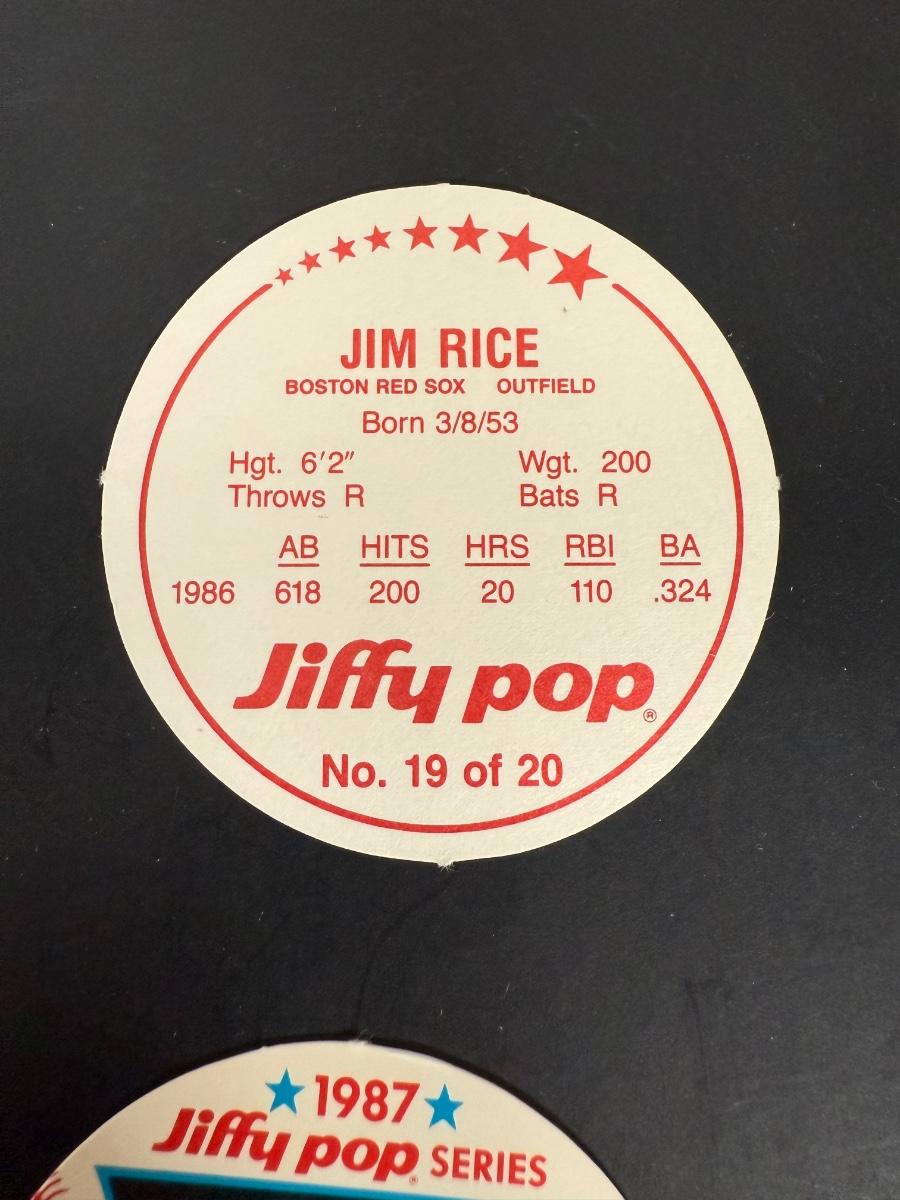 JIM RICE
BOSTON RED SOX OUTFIELD
Born 3/8/53
Hgt. 6'2" Wgt. 200
Throws R Bats R
AB HITS HRS RBI BA
1986 618 200 20 110 .324
Jiffy pop®
No. 19 of 20
1987
Jiffy pop® SERIES